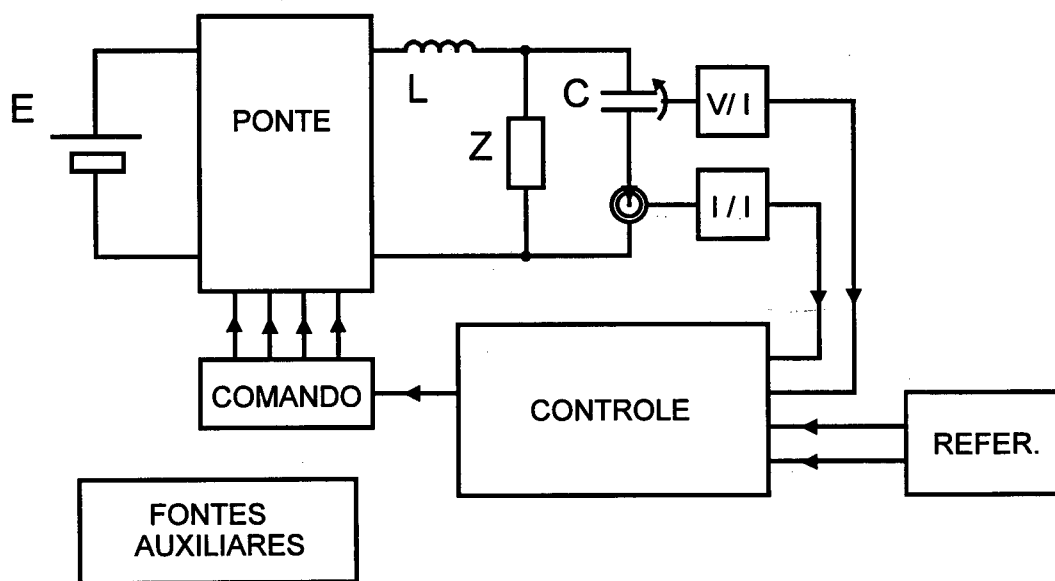 E
PONTE
L
Z
C
V/ I
I / I
COMANDO
CONTROLE
REFER.
FONTES
AUXILIARES